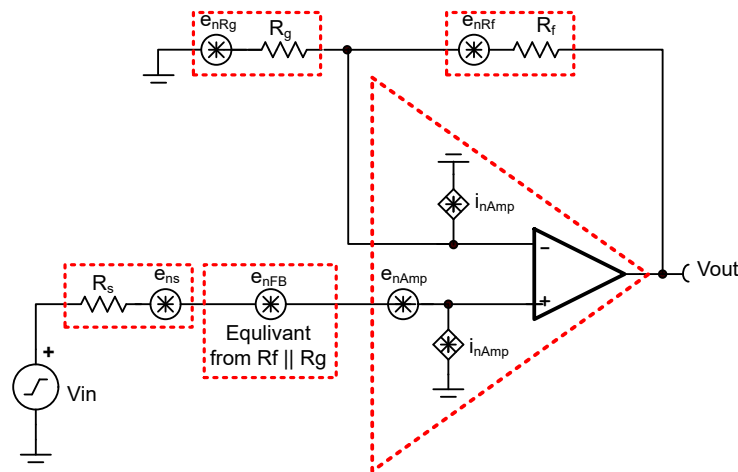 enRg
Rg
enRf
Rf
inAmp
Rs
ens
enFB
enAmp
−
Vout
+
Equlivant
from Rf || Rg
inAmp
+
Vin